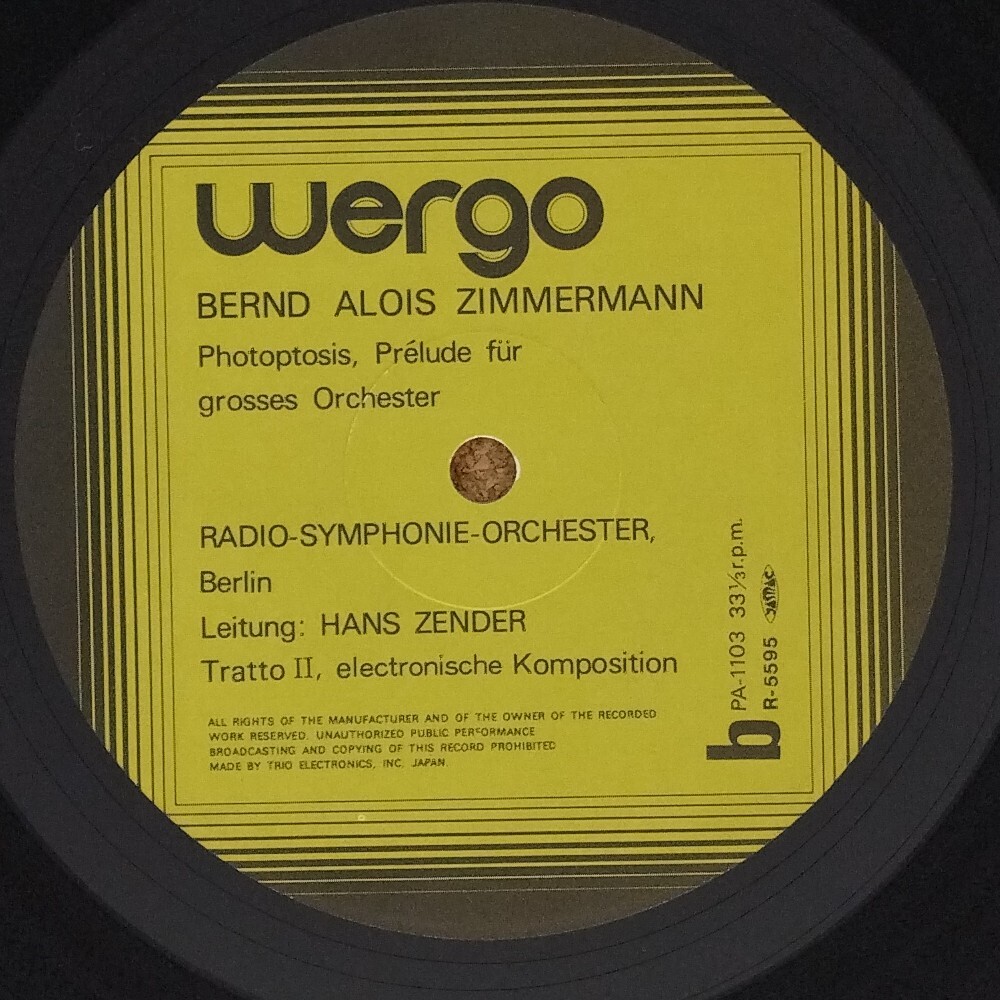 wergo
BERND ALOIS ZIMMERMANN
Photoptosis, Prélude für
grosses Orchester
RADIO-SYMPHONIE-ORCHESTER,
Berlin
Leitung: HANS ZENDER
Tratto II, electronische Komposition
ALL RIGHTS OF THE MANUFACTURER AND OF THE OWNER OF THE RECORDED
WORK RESERVED. UNAUTHORIZED PUBLIC PERFORMANCE
BROADCASTING AND COPYING OF THIS RECORD PROHIBITED
MADE BY TRIO ELECTRONICS, INC. JAPAN.
b
PA-1103 33⅓ r.p.m.
R-5595 JASRAC